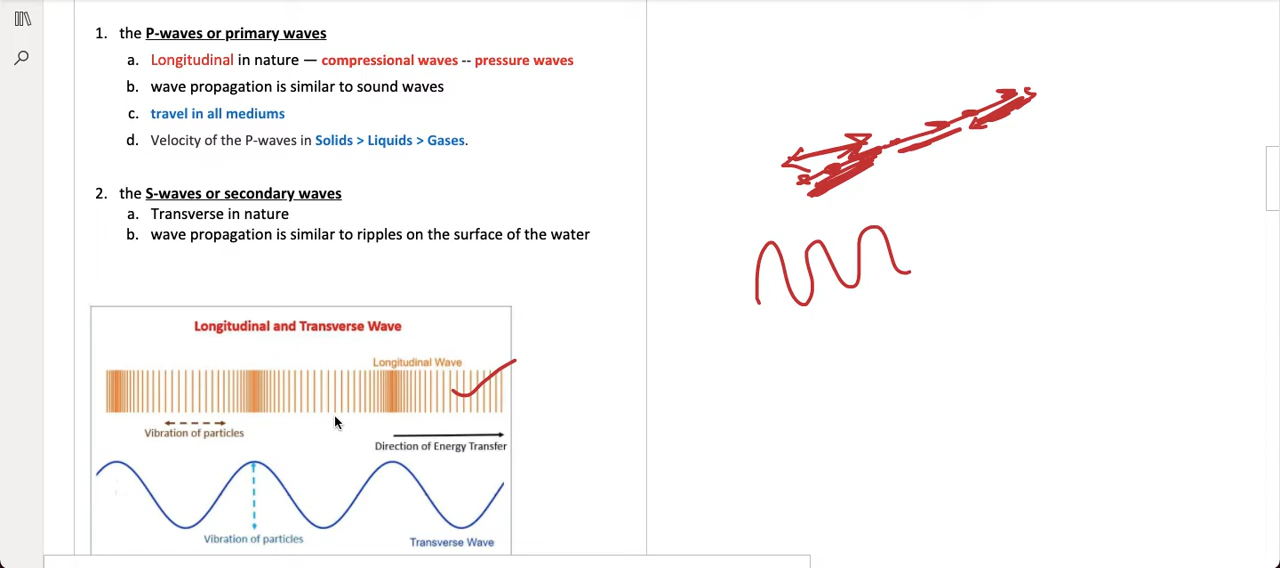 1. the P-waves or primary waves
a. Longitudinal in nature — compressional waves -- pressure waves
b. wave propagation is similar to sound waves
c. travel in all mediums
d. Velocity of the P-waves in Solids > Liquids > Gases.
2. the S-waves or secondary waves
a. Transverse in nature
b. wave propagation is similar to ripples on the surface of the water
Longitudinal and Transverse Wave
Longitudinal Wave
Vibration of particles
Direction of Energy Transfer
Vibration of particles
Transverse Wave